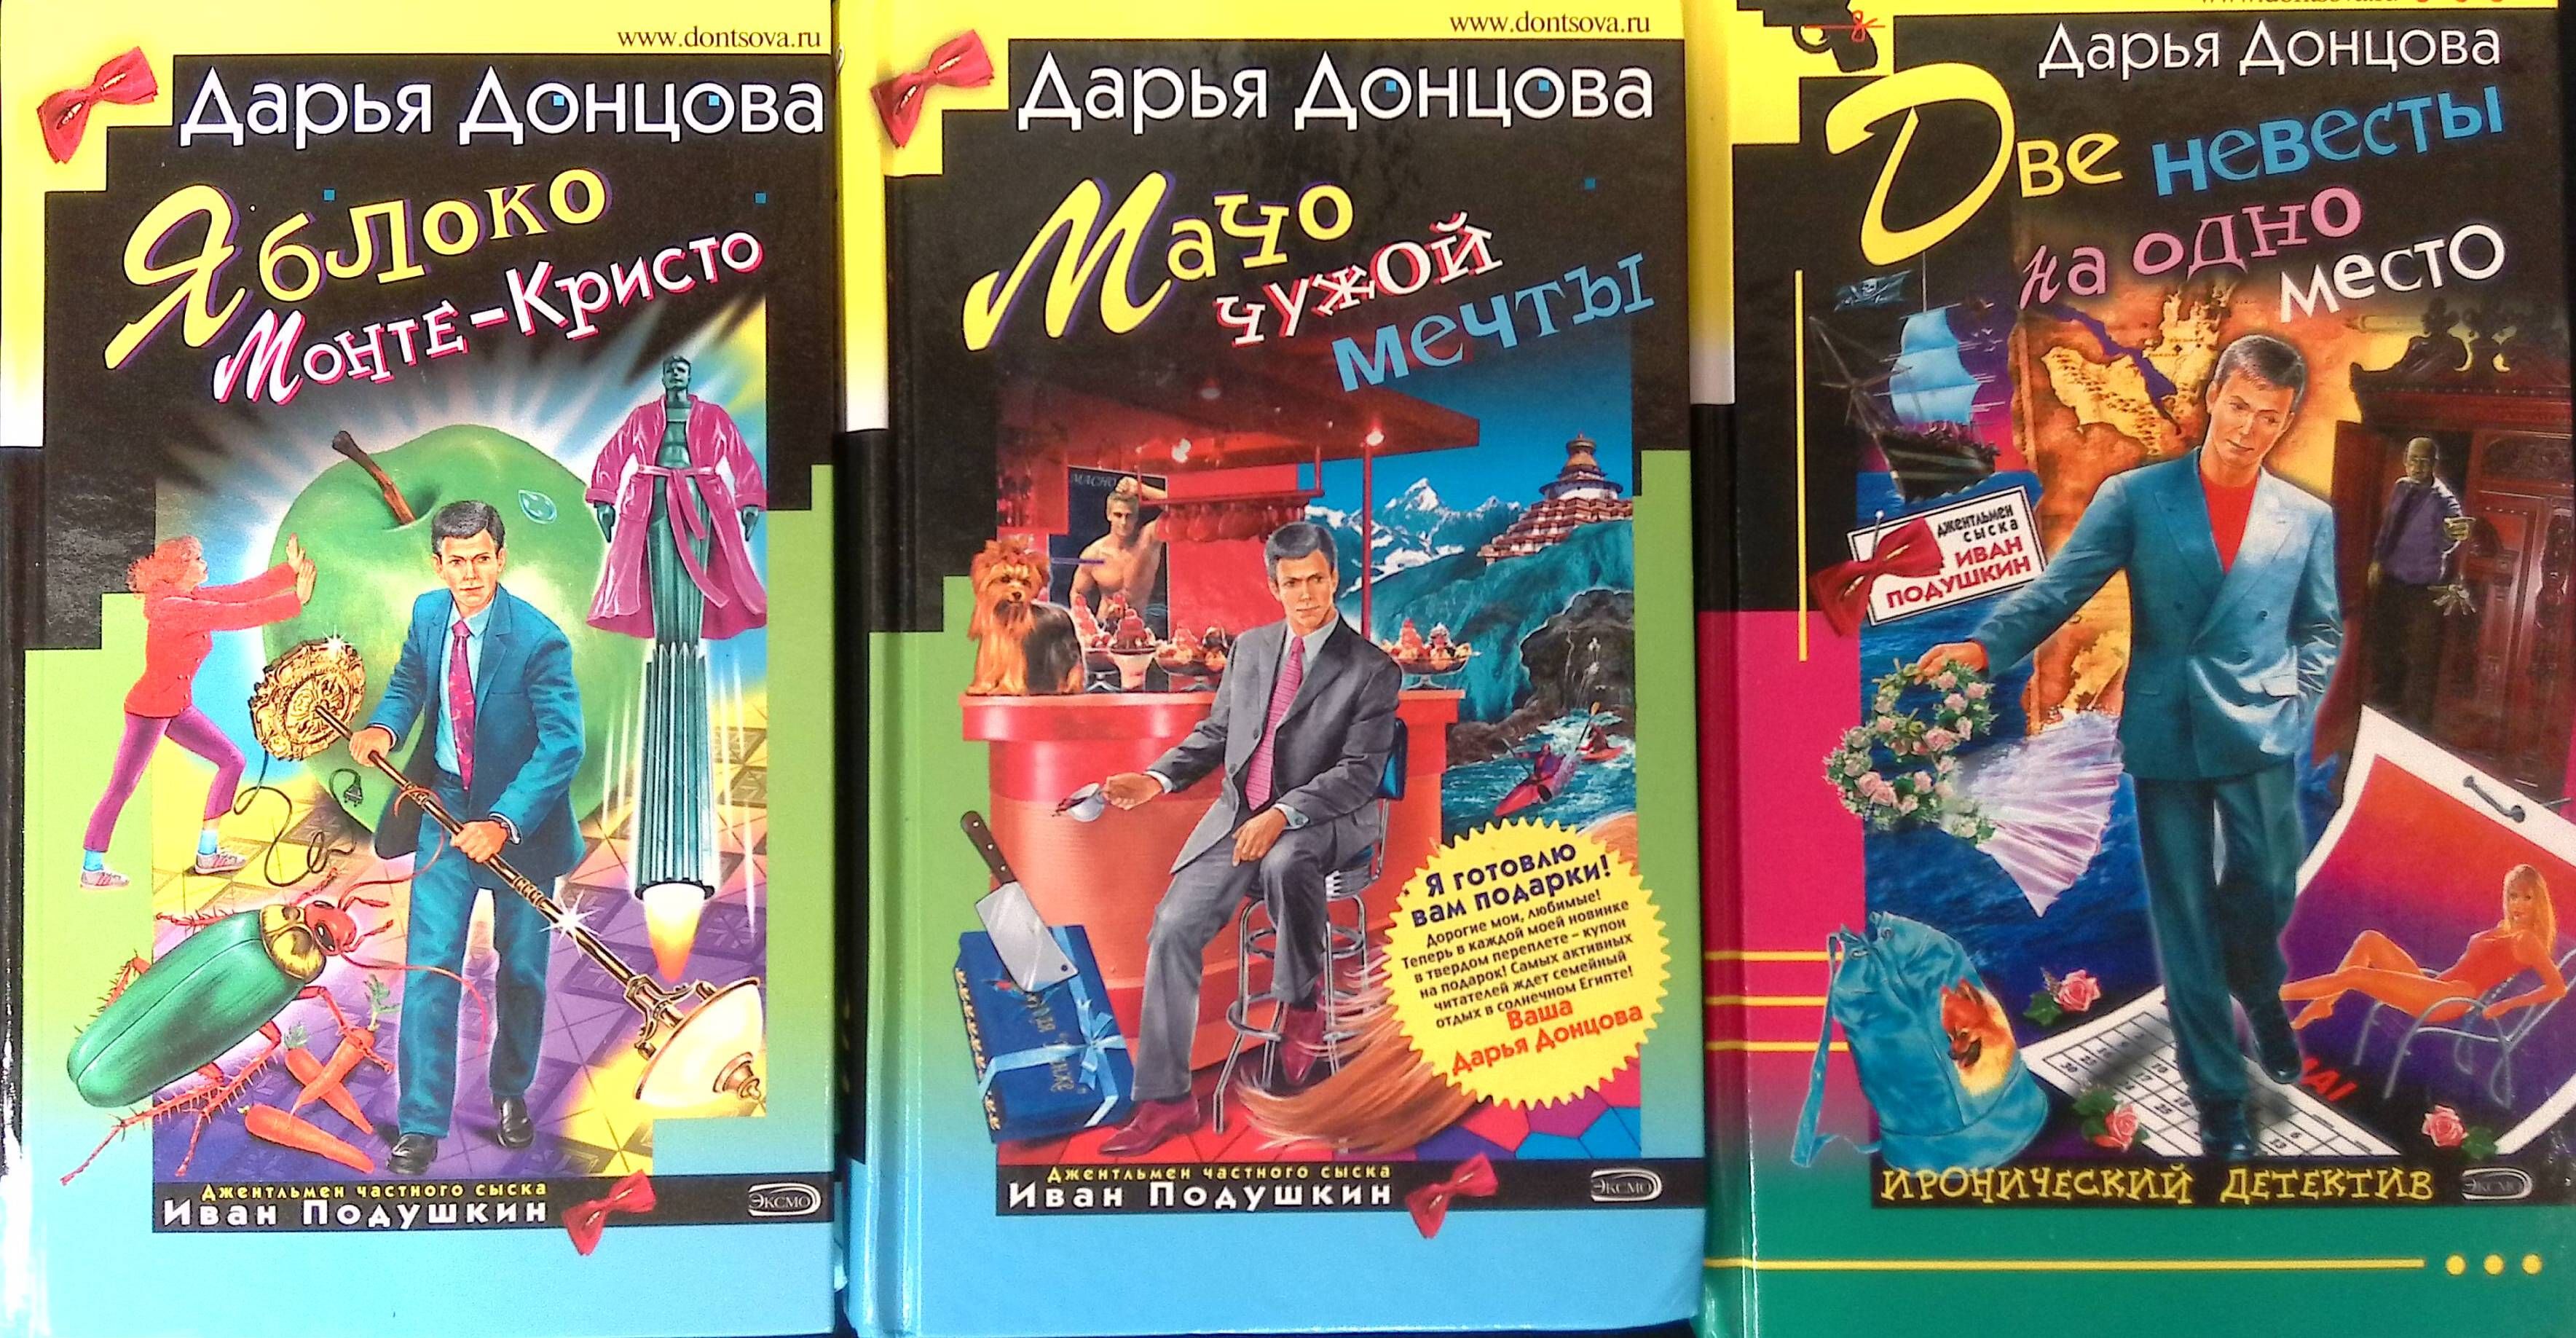 www.dontsova.ru
Дарья Донцова
Яблоко
Монте-Кристо
Джентльмен частного сыска
Иван Подушкин
ЭКСМО
www.dontsova.ru
Дарья Донцова
Мачо
чужой
мечты
MACHO
Я готовлю
вам подарки!
Дорогие мои, любимые!
Теперь в каждой моей новинке
в твердом переплете – купон
на подарок! Самых активных
читателей ждет семейный
отдых в солнечном Египте!
Ваша
Дарья Донцова
Джентльмен частного сыска
Иван Подушкин
ЭКСМО
Дарья Донцова
Две невесты
на одно
место
джентльмен
сыска
ИВАН
ПОДУШКИН
ИРОНИЧЕСКИЙ ДЕТЕКТИВ
ЭКСМО